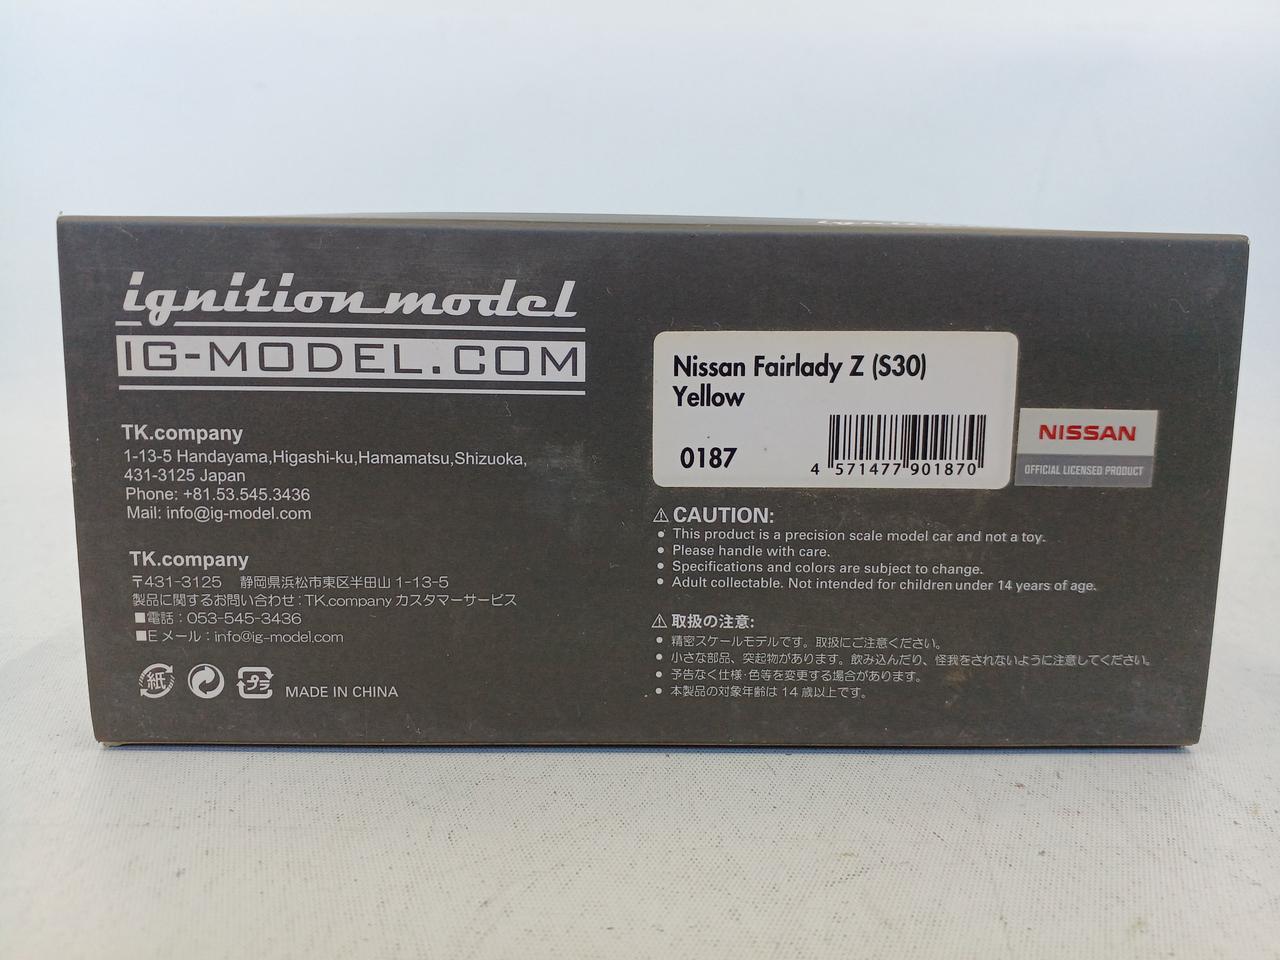 ignition model
IG-MODEL.COM
TK.company
1-13-5 Handayama,Higashi-ku,Hamamatsu,Shizuoka,
431-3125 Japan
Phone: +81.53.545.3436
Mail: info@ig-model.com
TK.company
〒431-3125 静岡県浜松市東区半田山 1-13-5
製品に関するお問い合わせ：TK.company カスタマーサービス
■電話：053-545-3436
■E メール：info@ig-model.com
紙
プラ
MADE IN CHINA
Nissan Fairlady Z (S30)
Yellow
0187
4 571477 901870
NISSAN
OFFICIAL LICENSED PRODUCT
⚠ CAUTION:
• This product is a precision scale model car and not a toy.
• Please handle with care.
• Specifications and colors are subject to change.
• Adult collectable. Not intended for children under 14 years of age.
⚠ 取扱の注意:
• 精密スケールモデルです。取扱にご注意ください。
• 小さな部品、突起物があります。飲み込んだり、怪我をされないように注意してください。
• 予告なく仕様・色等を変更する場合があります。
• 本製品の対象年齢は 14 歳以上です。